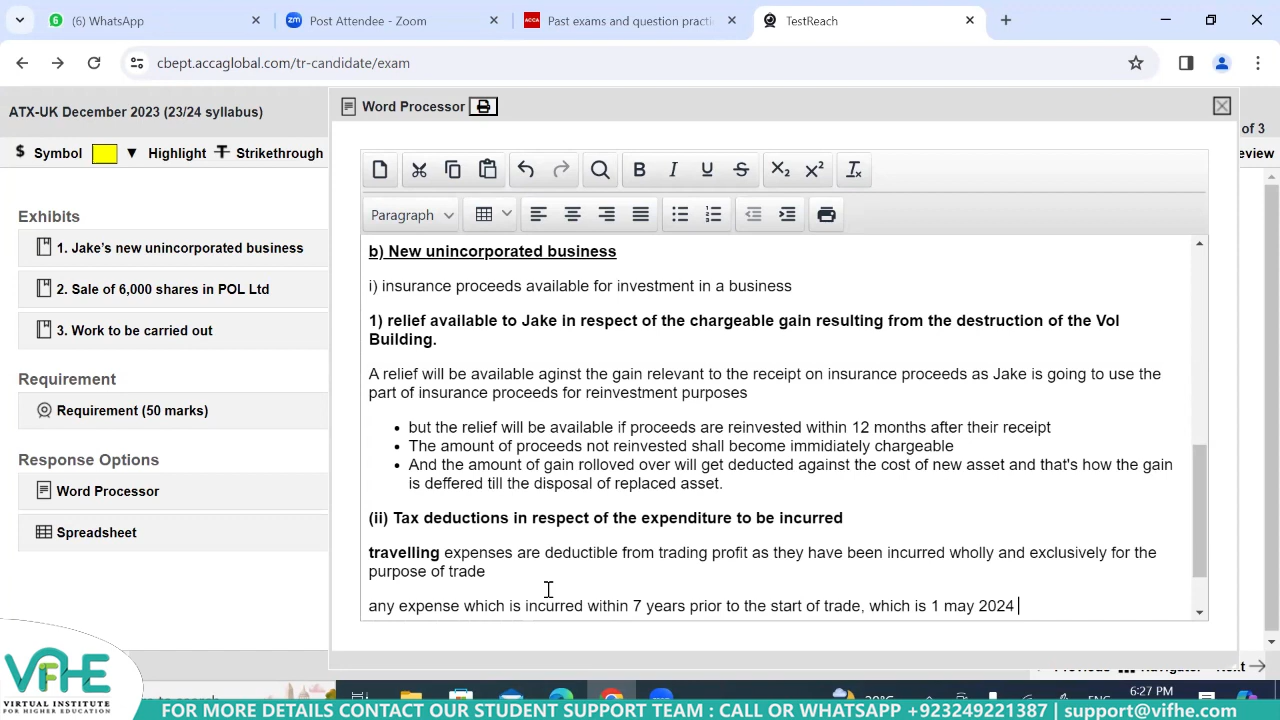 (6) WhatsApp
Post Attendee - Zoom
ACCA Past exams and question practi
TestReach
cbept.accaglobal.com/tr-candidate/exam
ATX-UK December 2023 (23/24 syllabus)
Word Processor
of 3
$ Symbol Highlight T Strikethrough
eview
Paragraph
Exhibits
1. Jake's new unincorporated business
2. Sale of 6,000 shares in POL Ltd
3. Work to be carried out
Requirement
Requirement (50 marks)
Response Options
Word Processor
Spreadsheet
b) New unincorporated business
i) insurance proceeds available for investment in a business
1) relief available to Jake in respect of the chargeable gain resulting from the destruction of the Vol
Building.
A relief will be available aginst the gain relevant to the receipt on insurance proceeds as Jake is going to use the
part of insurance proceeds for reinvestment purposes
• but the relief will be available if proceeds are reinvested within 12 months after their receipt
• The amount of proceeds not reinvested shall become immidiately chargeable
• And the amount of gain rolloved over will get deducted against the cost of new asset and that's how the gain
is deffered till the disposal of replaced asset.
(ii) Tax deductions in respect of the expenditure to be incurred
travelling expenses are deductible from trading profit as they have been incurred wholly and exclusively for the
purpose of trade
any expense which is incurred within 7 years prior to the start of trade, which is 1 may 2024
VFHE
VIRTUAL INSTITUTE
FOR HIGHER EDUCATION
ENG
6:27 PM
FOR MORE DETAILS CONTACT OUR STUDENT SUPPORT TEAM : CALL OR WHATSAPP +923249221387 | support@vifhe.com